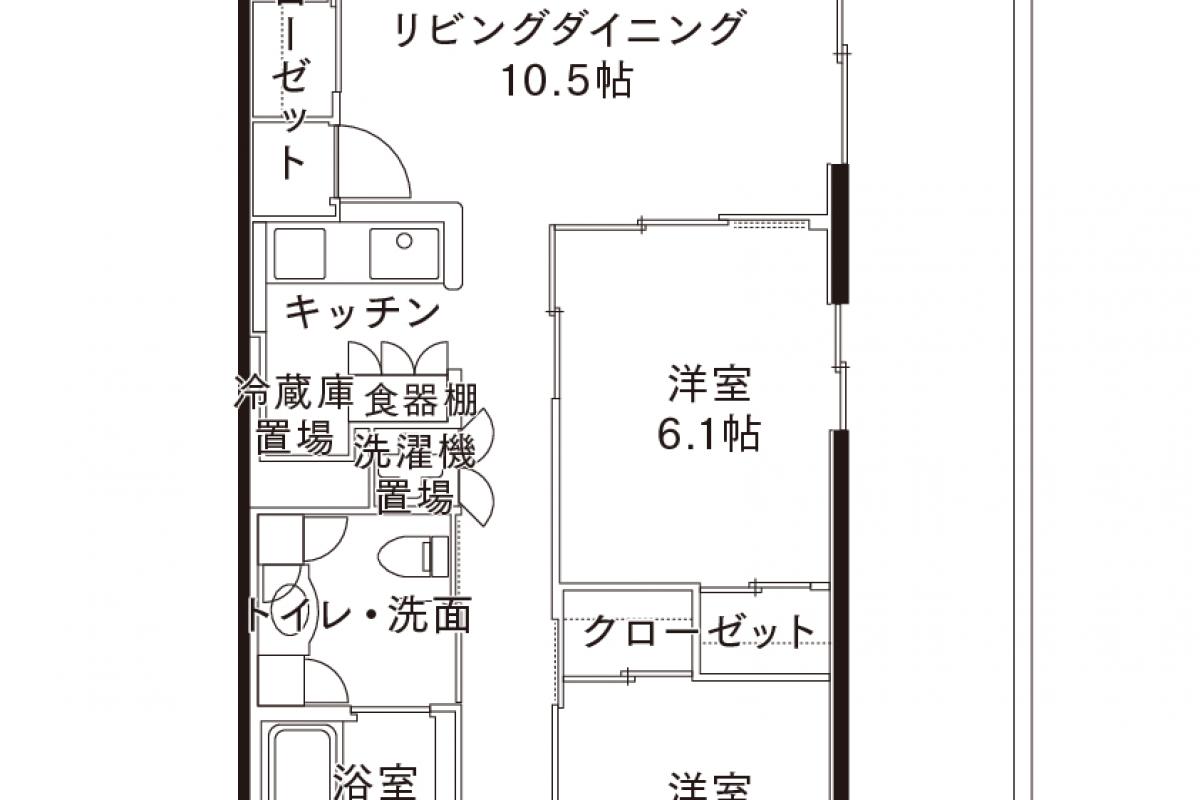 リビングダイニング
10.5帖
ローゼット
キッチン
冷蔵庫
置場
食器棚
洗濯機
置場
洋室
6.1帖
トイレ・洗面
クローゼット
浴室
洋室